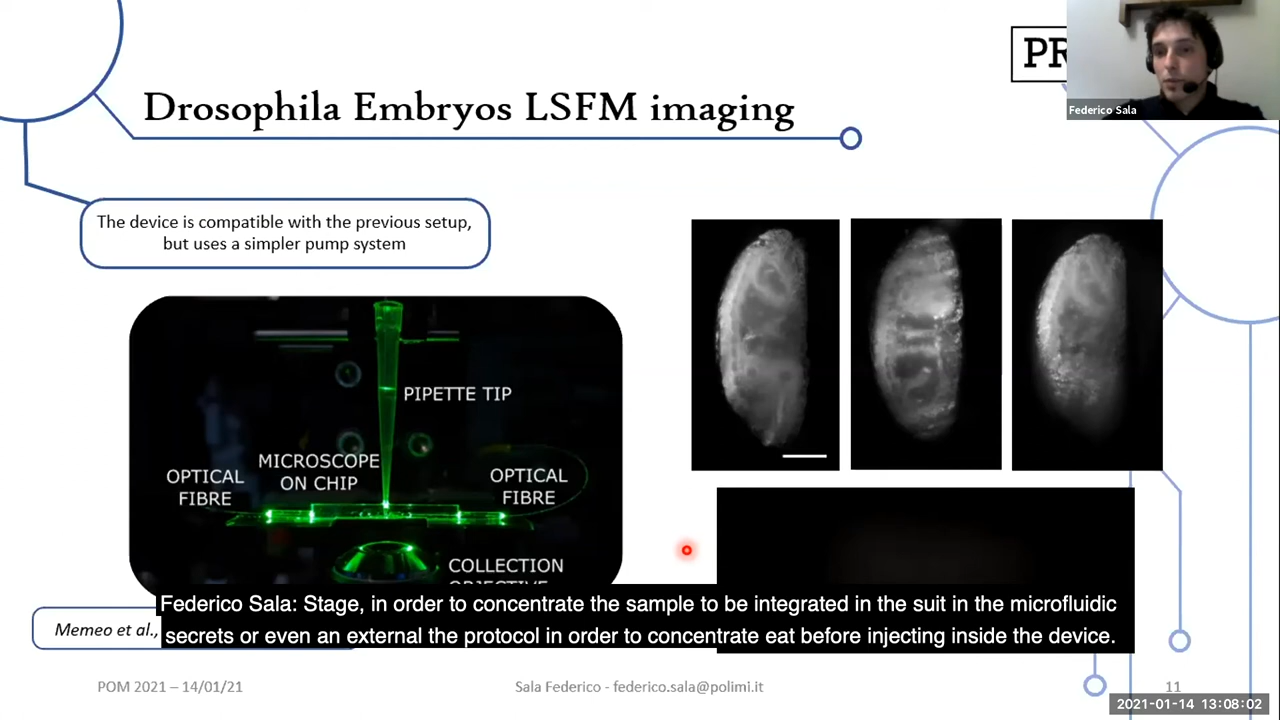 PR
Federico Sala
Drosophila Embryos LSFM imaging
The device is compatible with the previous setup,
but uses a simpler pump system
PIPETTE TIP
MICROSCOPE
ON CHIP
OPTICAL
FIBRE
OPTICAL
FIBRE
COLLECTION
OBJECTIVE
Federico Sala: Stage, in order to concentrate the sample to be integrated in the suit in the microfluidic
secrets or even an external the protocol in order to concentrate eat before injecting inside the device.
Memeo et al.,
POM 2021 – 14/01/21
Sala Federico - federico.sala@polimi.it
11
2021-01-14 13:08:02